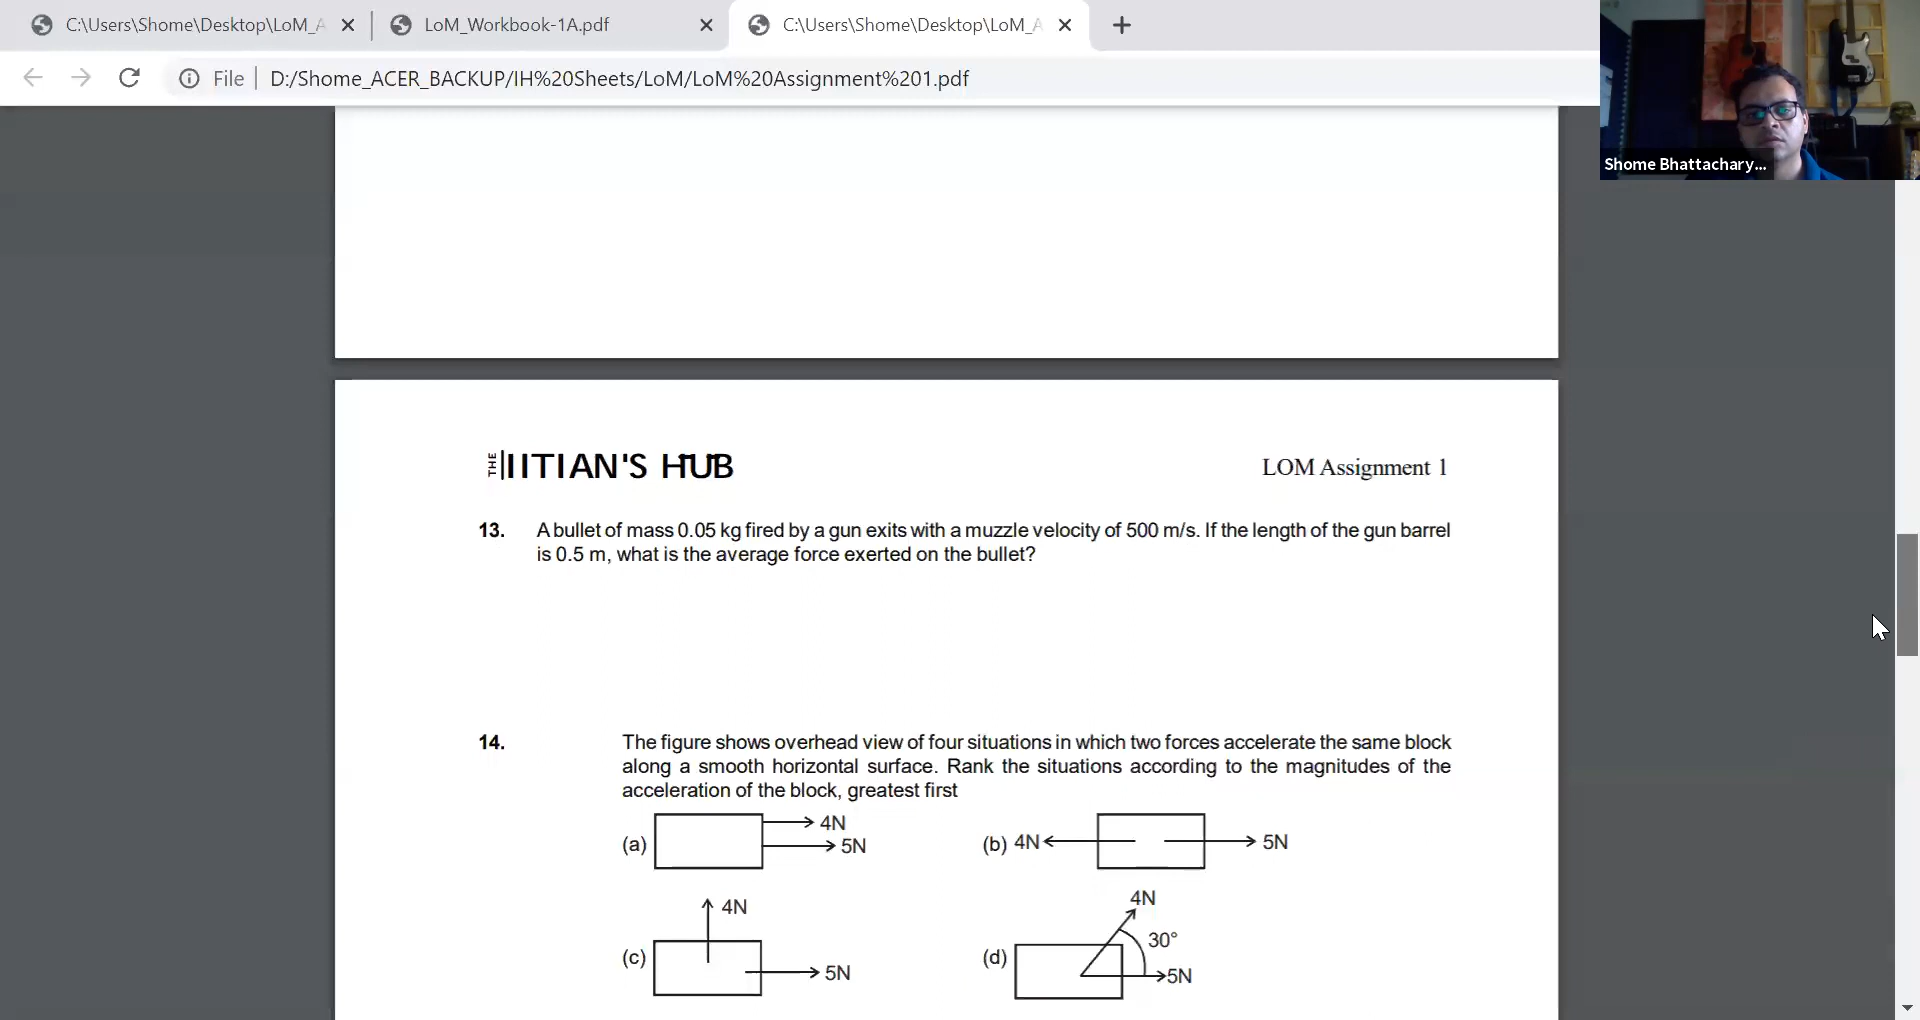 C:\Users\Shome\Desktop\LoM_A
LoM_Workbook-1A.pdf
C:\Users\Shome\Desktop\LoM_A
File
D:/Shome_ACER_BACKUP/IH%20Sheets/LoM/LoM%20Assignment%201.pdf
Shome Bhattachary...
THE IITIAN'S HUB
LOM Assignment 1
13. A bullet of mass 0.05 kg fired by a gun exits with a muzzle velocity of 500 m/s. If the length of the gun barrel
is 0.5 m, what is the average force exerted on the bullet?
14. The figure shows overhead view of four situations in which two forces accelerate the same block
along a smooth horizontal surface. Rank the situations according to the magnitudes of the
acceleration of the block, greatest first
(a) 4N
5N
(b) 4N 5N
(c) 4N
5N
(d) 4N
30°
5N